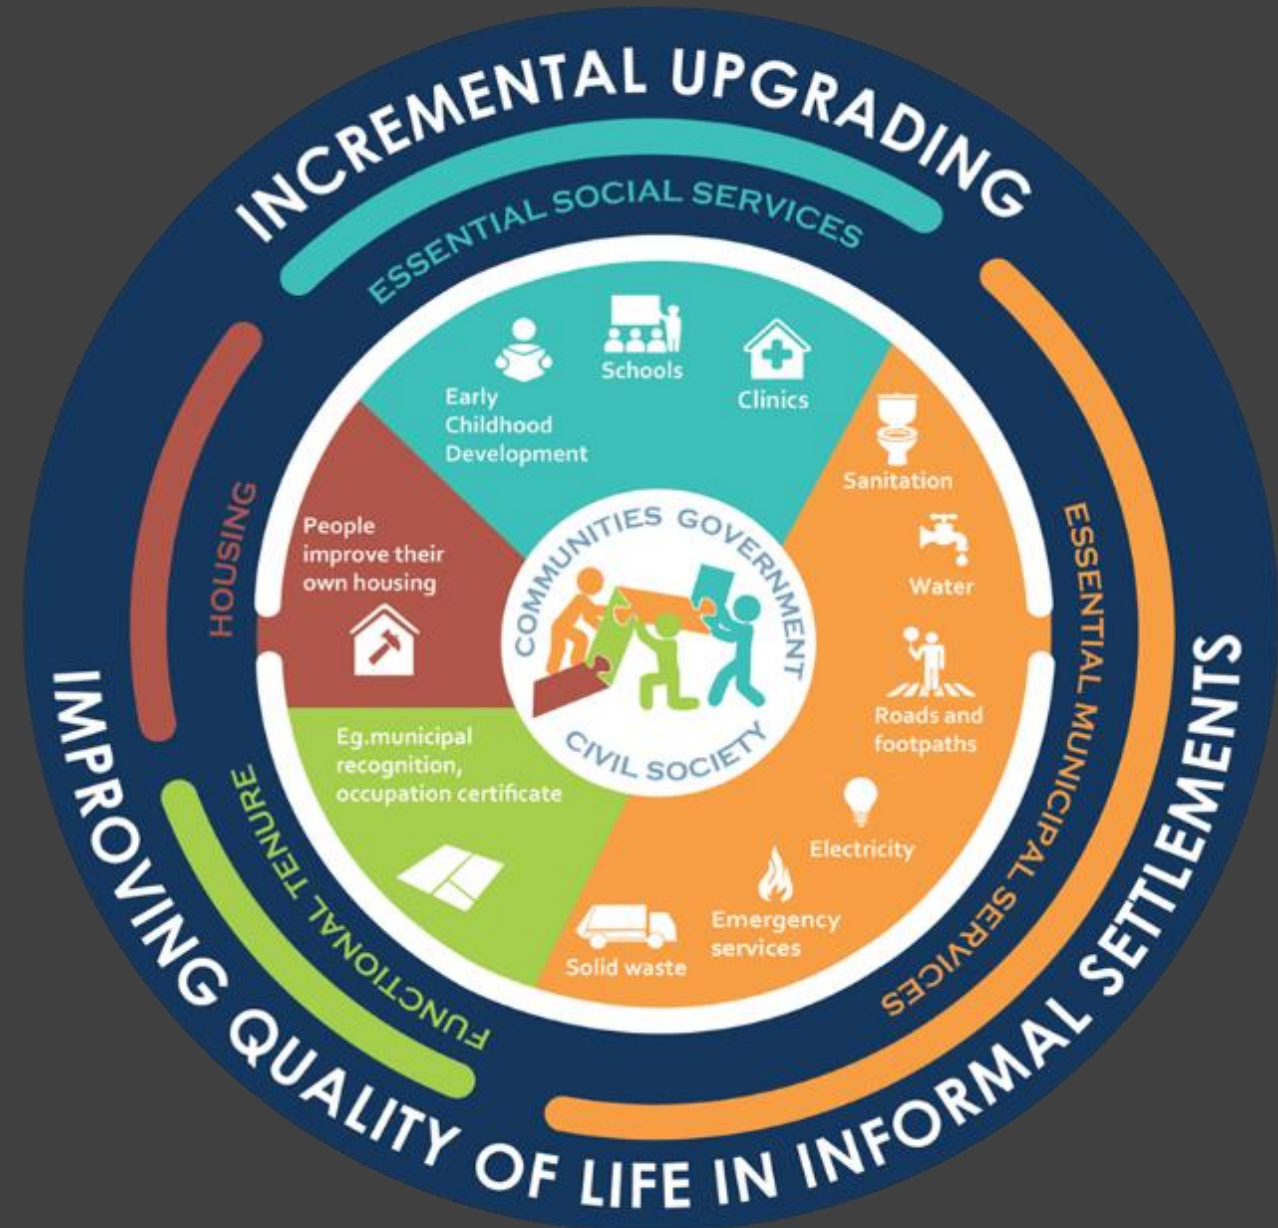 INCREMENTAL UPGRADING
ESSENTIAL SOCIAL SERVICES
Early
Childhood
Development
Schools
Clinics
Sanitation
Water
Roads and
footpaths
Electricity
Emergency
services
Solid waste
ESSENTIAL MUNICIPAL SERVICES
HOUSING
People
improve their
own housing
Eg.municipal
recognition,
occupation certificate
FUNCTIONAL TENURE
COMMUNITIES GOVERNMENT
CIVIL SOCIETY
IMPROVING QUALITY OF LIFE IN INFORMAL SETTLEMENTS